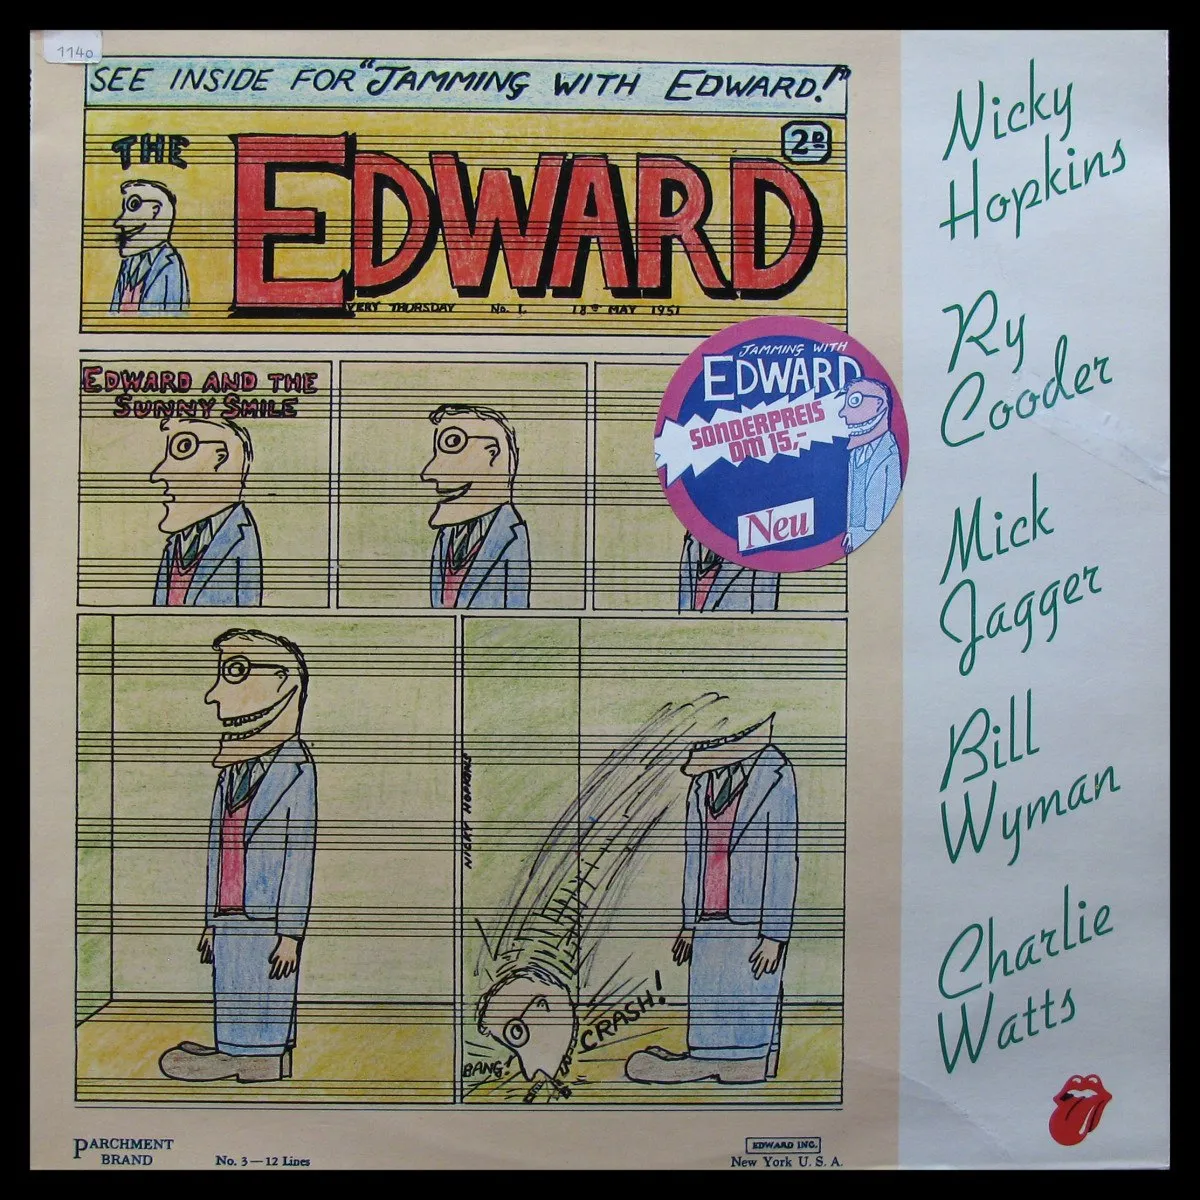 1140
SEE INSIDE FOR "JAMMING WITH EDWARD!"
THE
EDWARD
2D
VERY THURSDAY No. 1. 18TH MAY 1951
EDWARD AND THE
SUNNY SMILE
JAMMING WITH
EDWARD
SONDERPREIS
DM 15,-
Neu
NICKY HOPKINS
BANG!
CRASH!
PARCHMENT
BRAND
No. 3—12 Lines
EDWARD INC.
New York U. S. A.
Nicky
Hopkins
Ry
Cooder
Mick
Jagger
Bill
Wyman
Charlie
Watts